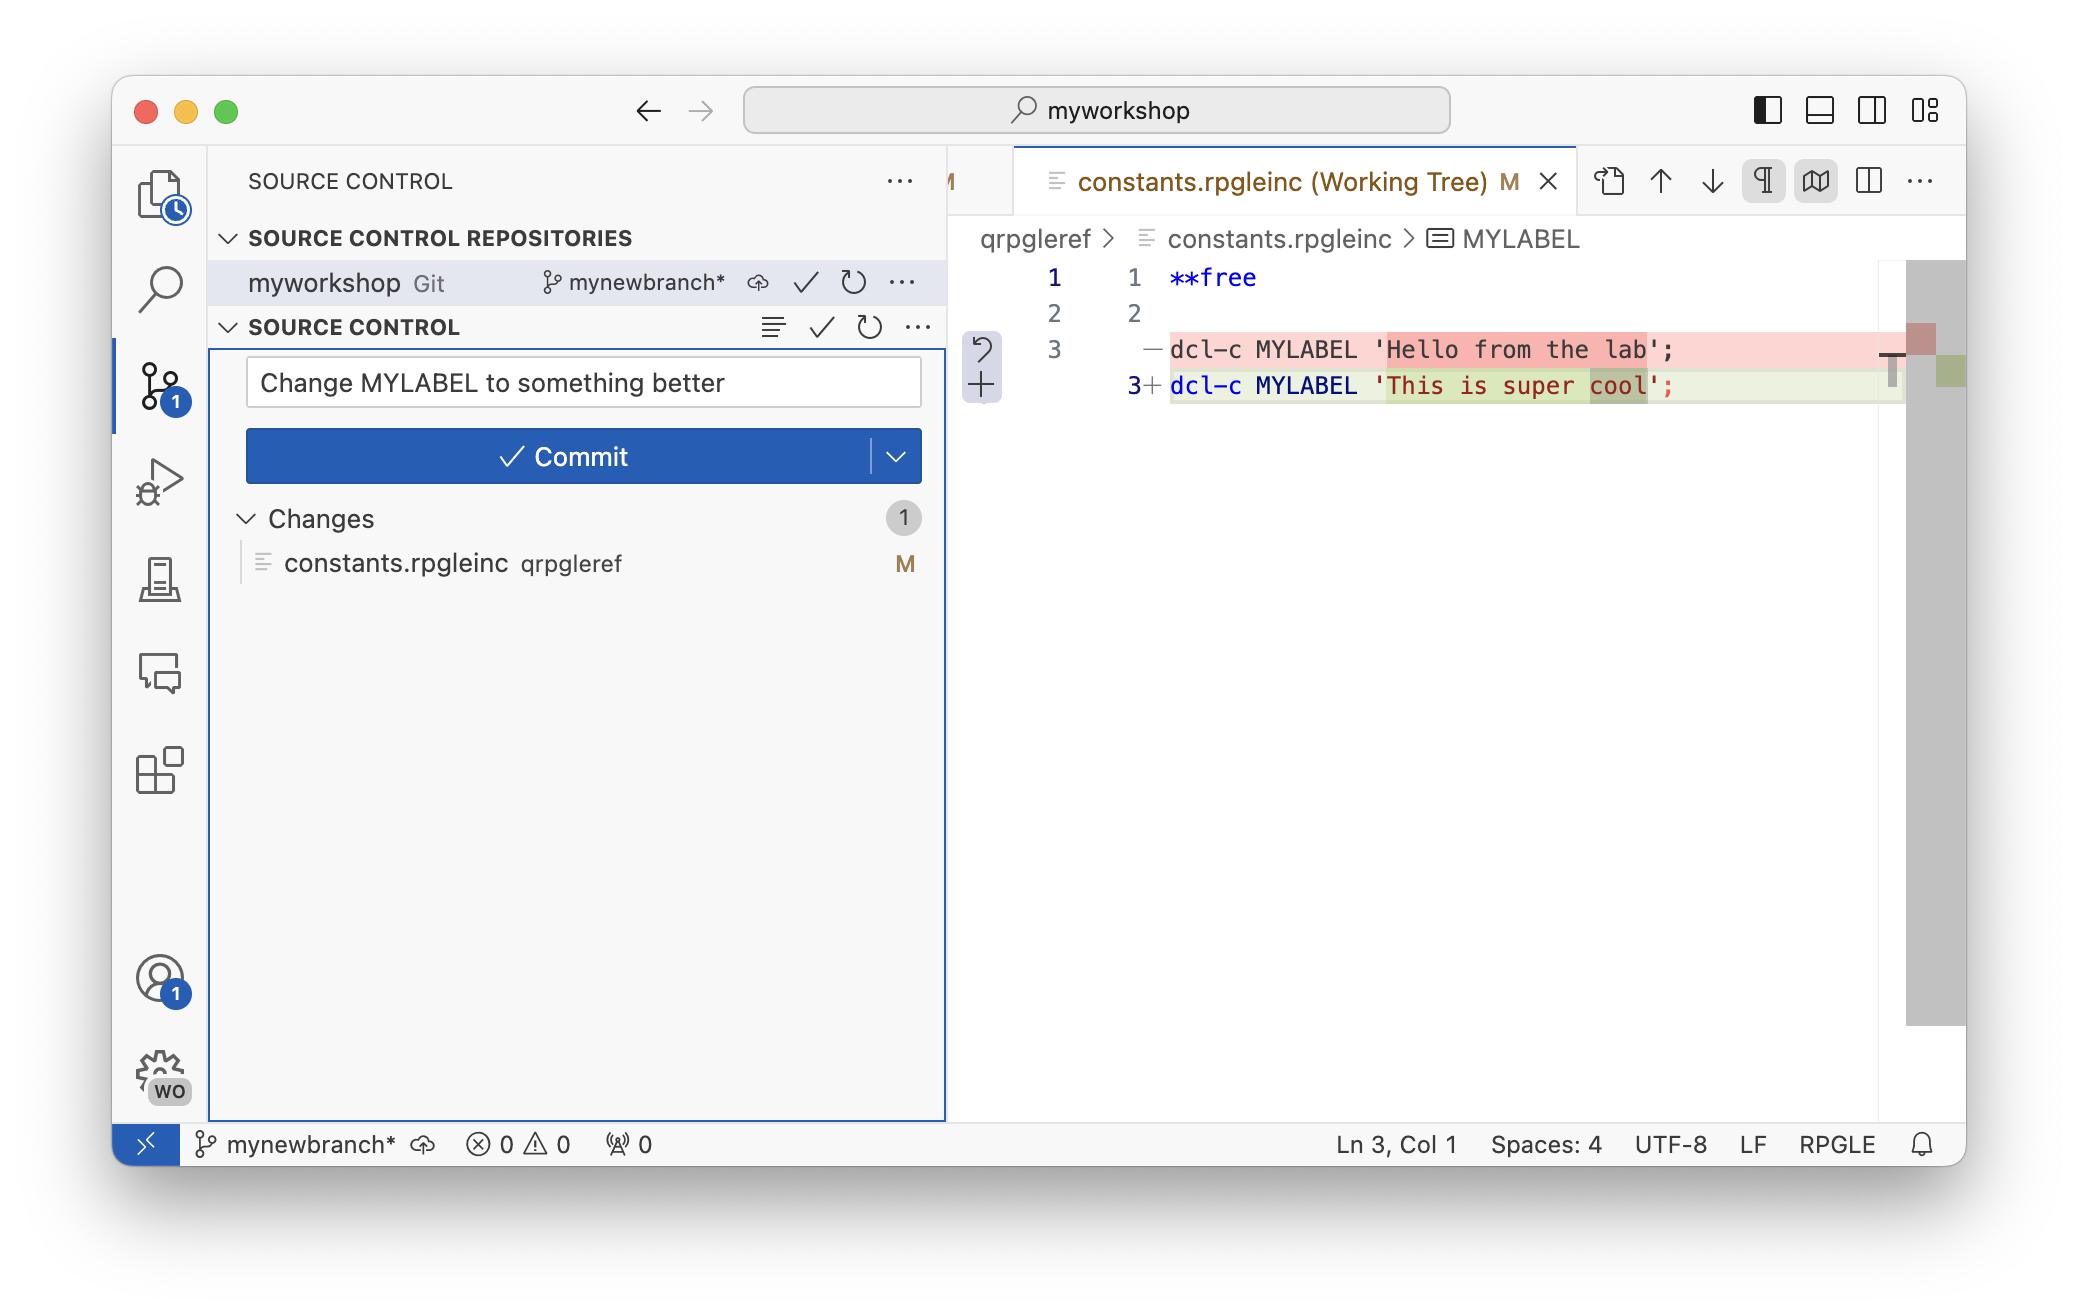 myworkshop
SOURCE CONTROL
SOURCE CONTROL REPOSITORIES
myworkshop Git mynewbranch*
SOURCE CONTROL
Change MYLABEL to something better
Commit
Changes 1
constants.rpgleinc qrpgleref M
1
1
WO
M
constants.rpgleinc (Working Tree) M
qrpgleref > constants.rpgleinc > MYLABEL
1 1 **free
2 2
3 —dcl-c MYLABEL 'Hello from the lab';
3+ dcl-c MYLABEL 'This is super cool';
mynewbranch* 0 0 0 Ln 3, Col 1 Spaces: 4 UTF-8 LF RPGLE